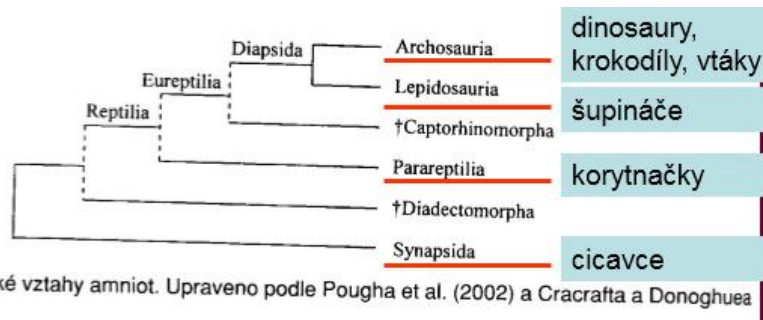 dinosaury,
krokodíly, vtáky
Diapsida
Archosauria
Eureptilia
Lepidosauria
šupináče
Reptilia
†Captorhinomorpha
Parareptilia
korytnačky
†Diadectomorpha
Synapsida
cicavce
ké vztahy amniot. Upraveno podle Pougha et al. (2002) a Cracrafta a Donoghuea